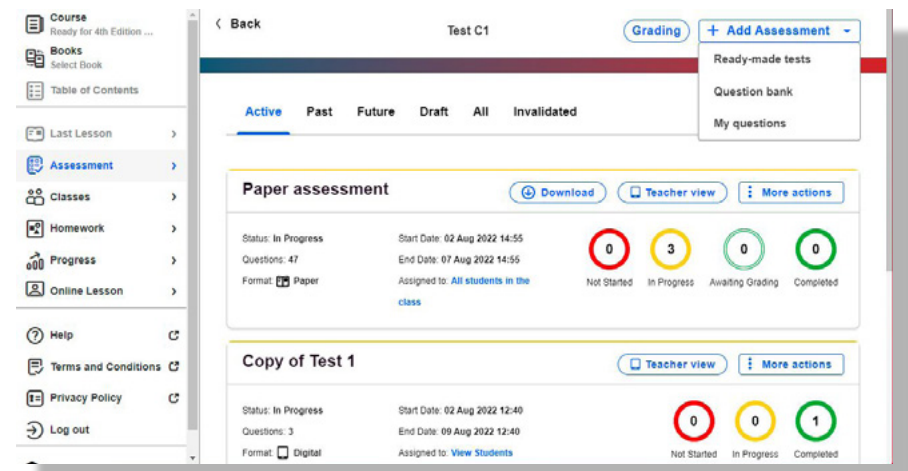 Course
Ready for 4th Edition ...
Books
Select Book
Table of Contents
Last Lesson
Assessment
Classes
Homework
Progress
Online Lesson
Help
Terms and Conditions
Privacy Policy
Log out
Back
Test C1
Grading
+ Add Assessment
Ready-made tests
Question bank
My questions
Active Past Future Draft All Invalidated
Paper assessment
Download
Teacher view
More actions
Status: In Progress
Questions: 47
Format: Paper
Start Date: 02 Aug 2022 14:55
End Date: 07 Aug 2022 14:55
Assigned to: All students in the
class
0 3 0 0
Not Started In Progress Awaiting Grading Completed
Copy of Test 1
Teacher view
More actions
Status: In Progress
Questions: 3
Format: Digital
Start Date: 02 Aug 2022 12:40
End Date: 09 Aug 2022 12:40
Assigned to: View Students
0 0 1
Not Started In Progress Completed